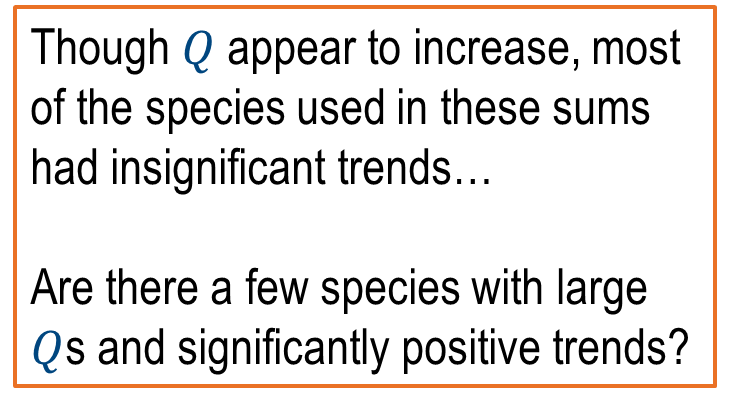 Though Q appear to increase, most
of the species used in these sums
had insignificant trends…
Are there a few species with large
Qs and significantly positive trends?